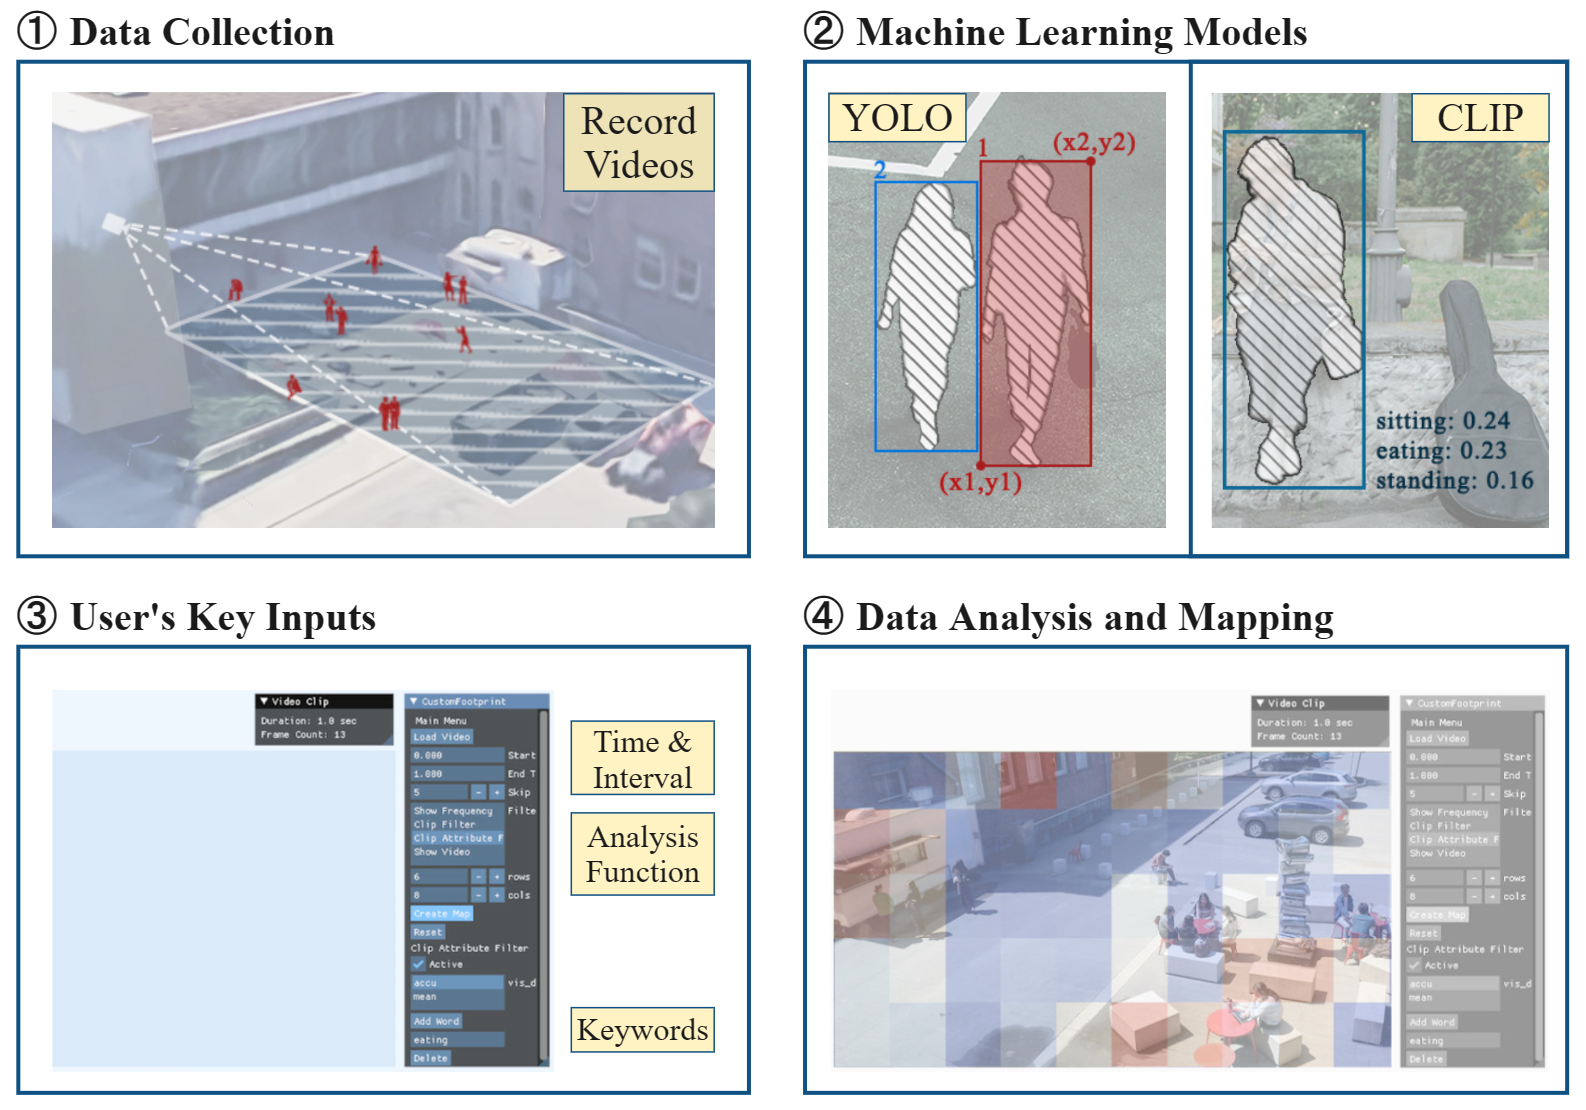 ① Data Collection
Record
Videos
② Machine Learning Models
YOLO
2
1
(x2,y2)
(x1,y1)
CLIP
sitting: 0.24
eating: 0.23
standing: 0.16
③ User's Key Inputs
Video Clip
Duration: 1.0 sec
Frame Count: 13
CustomFootprint
Main Menu
Load Video
0.000 Start
1.000 End T
5 - + Skip
Show Frequency Filte
Clip Filter
Clip Attribute F
Show Video
6 - + rows
8 - + cols
Create Map
Reset
Clip Attribute Filter
Active
accu vis_d
mean
Add Word
eating
Delete
Time &
Interval
Analysis
Function
Keywords
④ Data Analysis and Mapping
Video Clip
Duration: 1.0 sec
Frame Count: 13
CustomFootprint
Main Menu
Load Video
0.000 Start
1.000 End T
5 - + Skip
Show Frequency Filte
Clip Filter
Clip Attribute F
Show Video
6 - + rows
8 - + cols
Create Map
Reset
Clip Attribute Filter
Active
accu vis_d
mean
Add Word
eating
Delete